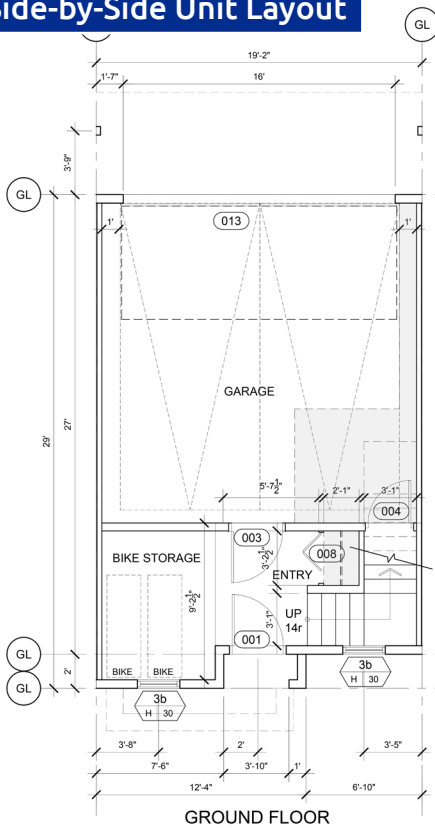 Side-by-Side Unit Layout
GL
19'-2"
1'-7"
16'
3'-9"
GL
013
1'
1'
GARAGE
29'
27'
5'-7½"
2'-1"
3'-1"
004
003
008
BIKE STORAGE
3'-2½"
ENTRY
9'-2½"
UP
14r
3'-1"
001
GL
GL
2'
BIKE
BIKE
3b
H 30
3b
H 30
3'-8"
2'
3'-5"
7'-6"
3'-10"
1'
12'-4"
6'-10"
GROUND FLOOR